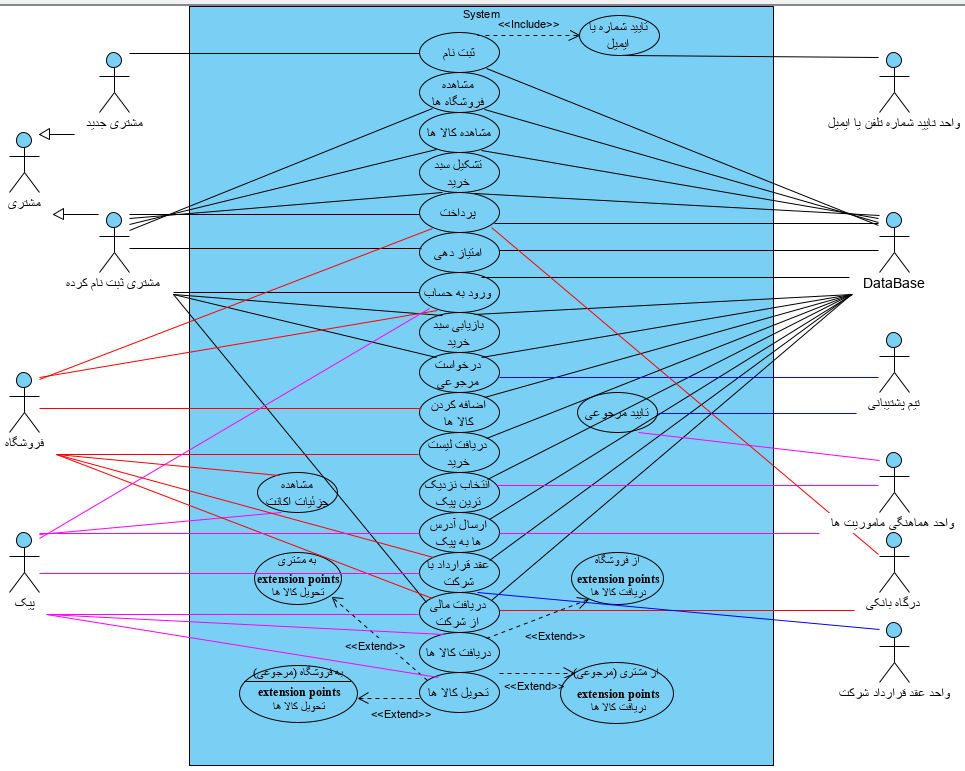 System
<<Include>>
تایید شماره یا
ایمیل
ثبت نام
مشاهده
فروشگاه ها
مشاهده کالا ها
تشکیل سبد
خرید
پرداخت
امتیاز دهی
ورود به حساب
بازیابی سبد
خرید
درخواست
مرجوعی
اضافه کردن
کالا ها
تایید مرجوعی
دریافت لیست
خرید
انتخاب نزدیک
ترین پیک
مشاهده
جزئیات اکانت
ارسال آدرس
ها به پیک
عقد قرارداد با
شرکت
دریافت مالی
از شرکت
دریافت کالا ها
تحویل کالا ها
به مشتری
extension points
تحویل کالا ها
از فروشگاه
extension points
دریافت کالا ها
<<Extend>>
<<Extend>>
به فروشگاه (مرجوعی)
extension points
تحویل کالا ها
از مشتری (مرجوعی)
extension points
دریافت کالا ها
<<Extend>>
<<Extend>>
مشتری جدید
مشتری
مشتری ثبت نام کرده
فروشگاه
پیک
واحد تایید شماره تلفن یا ایمیل
DataBase
تیم پشتیبانی
واحد هماهنگی ماموریت ها
درگاه بانکی
واحد عقد قرارداد شرکت